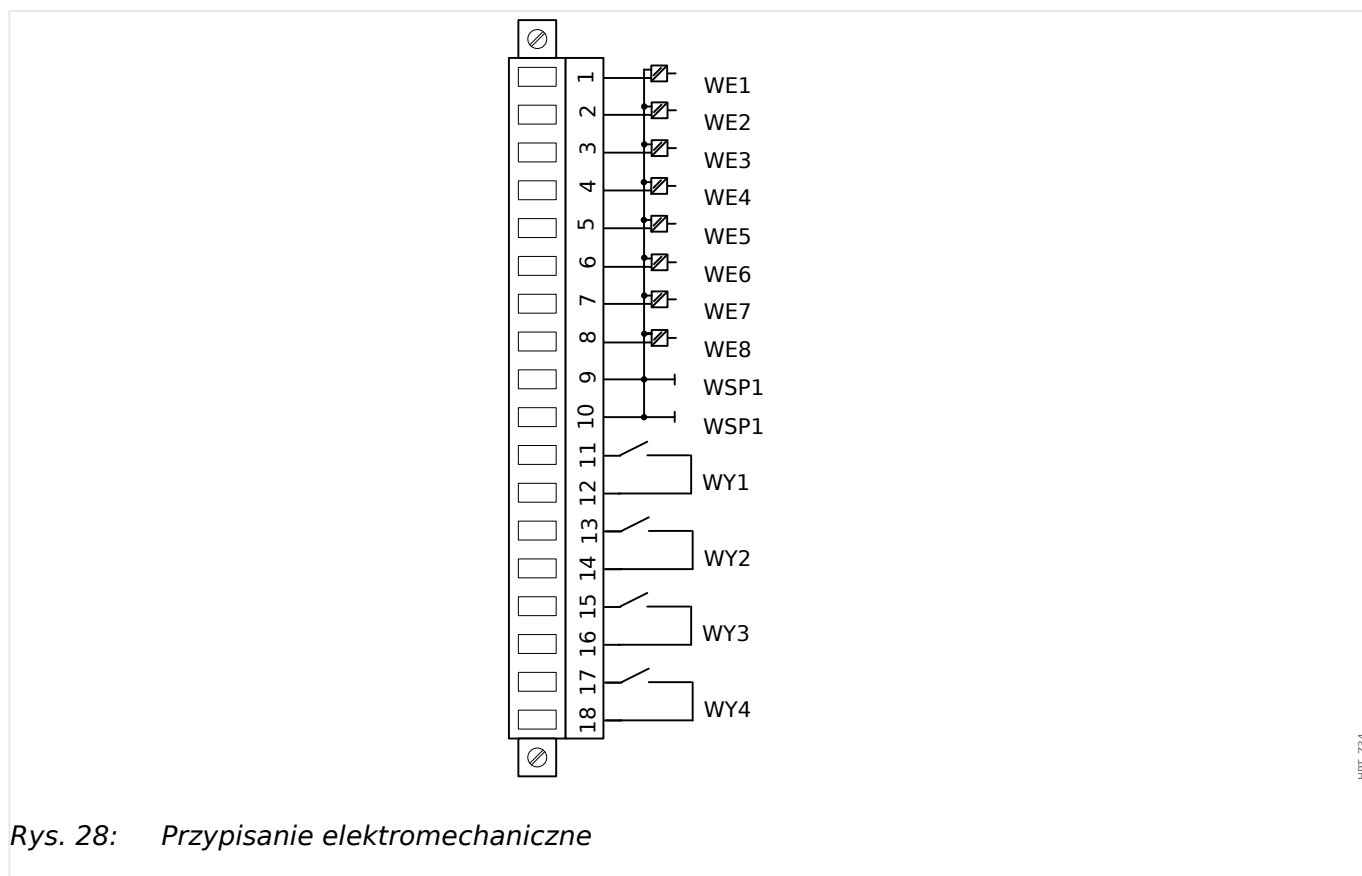 1 WE1
2 WE2
3 WE3
4 WE4
5 WE5
6 WE6
7 WE7
8 WE8
9 WSP1
10 WSP1
11
WY1
12
13
WY2
14
15
WY3
16
17
WY4
18
Rys. 28: Przypisanie elektromechaniczne